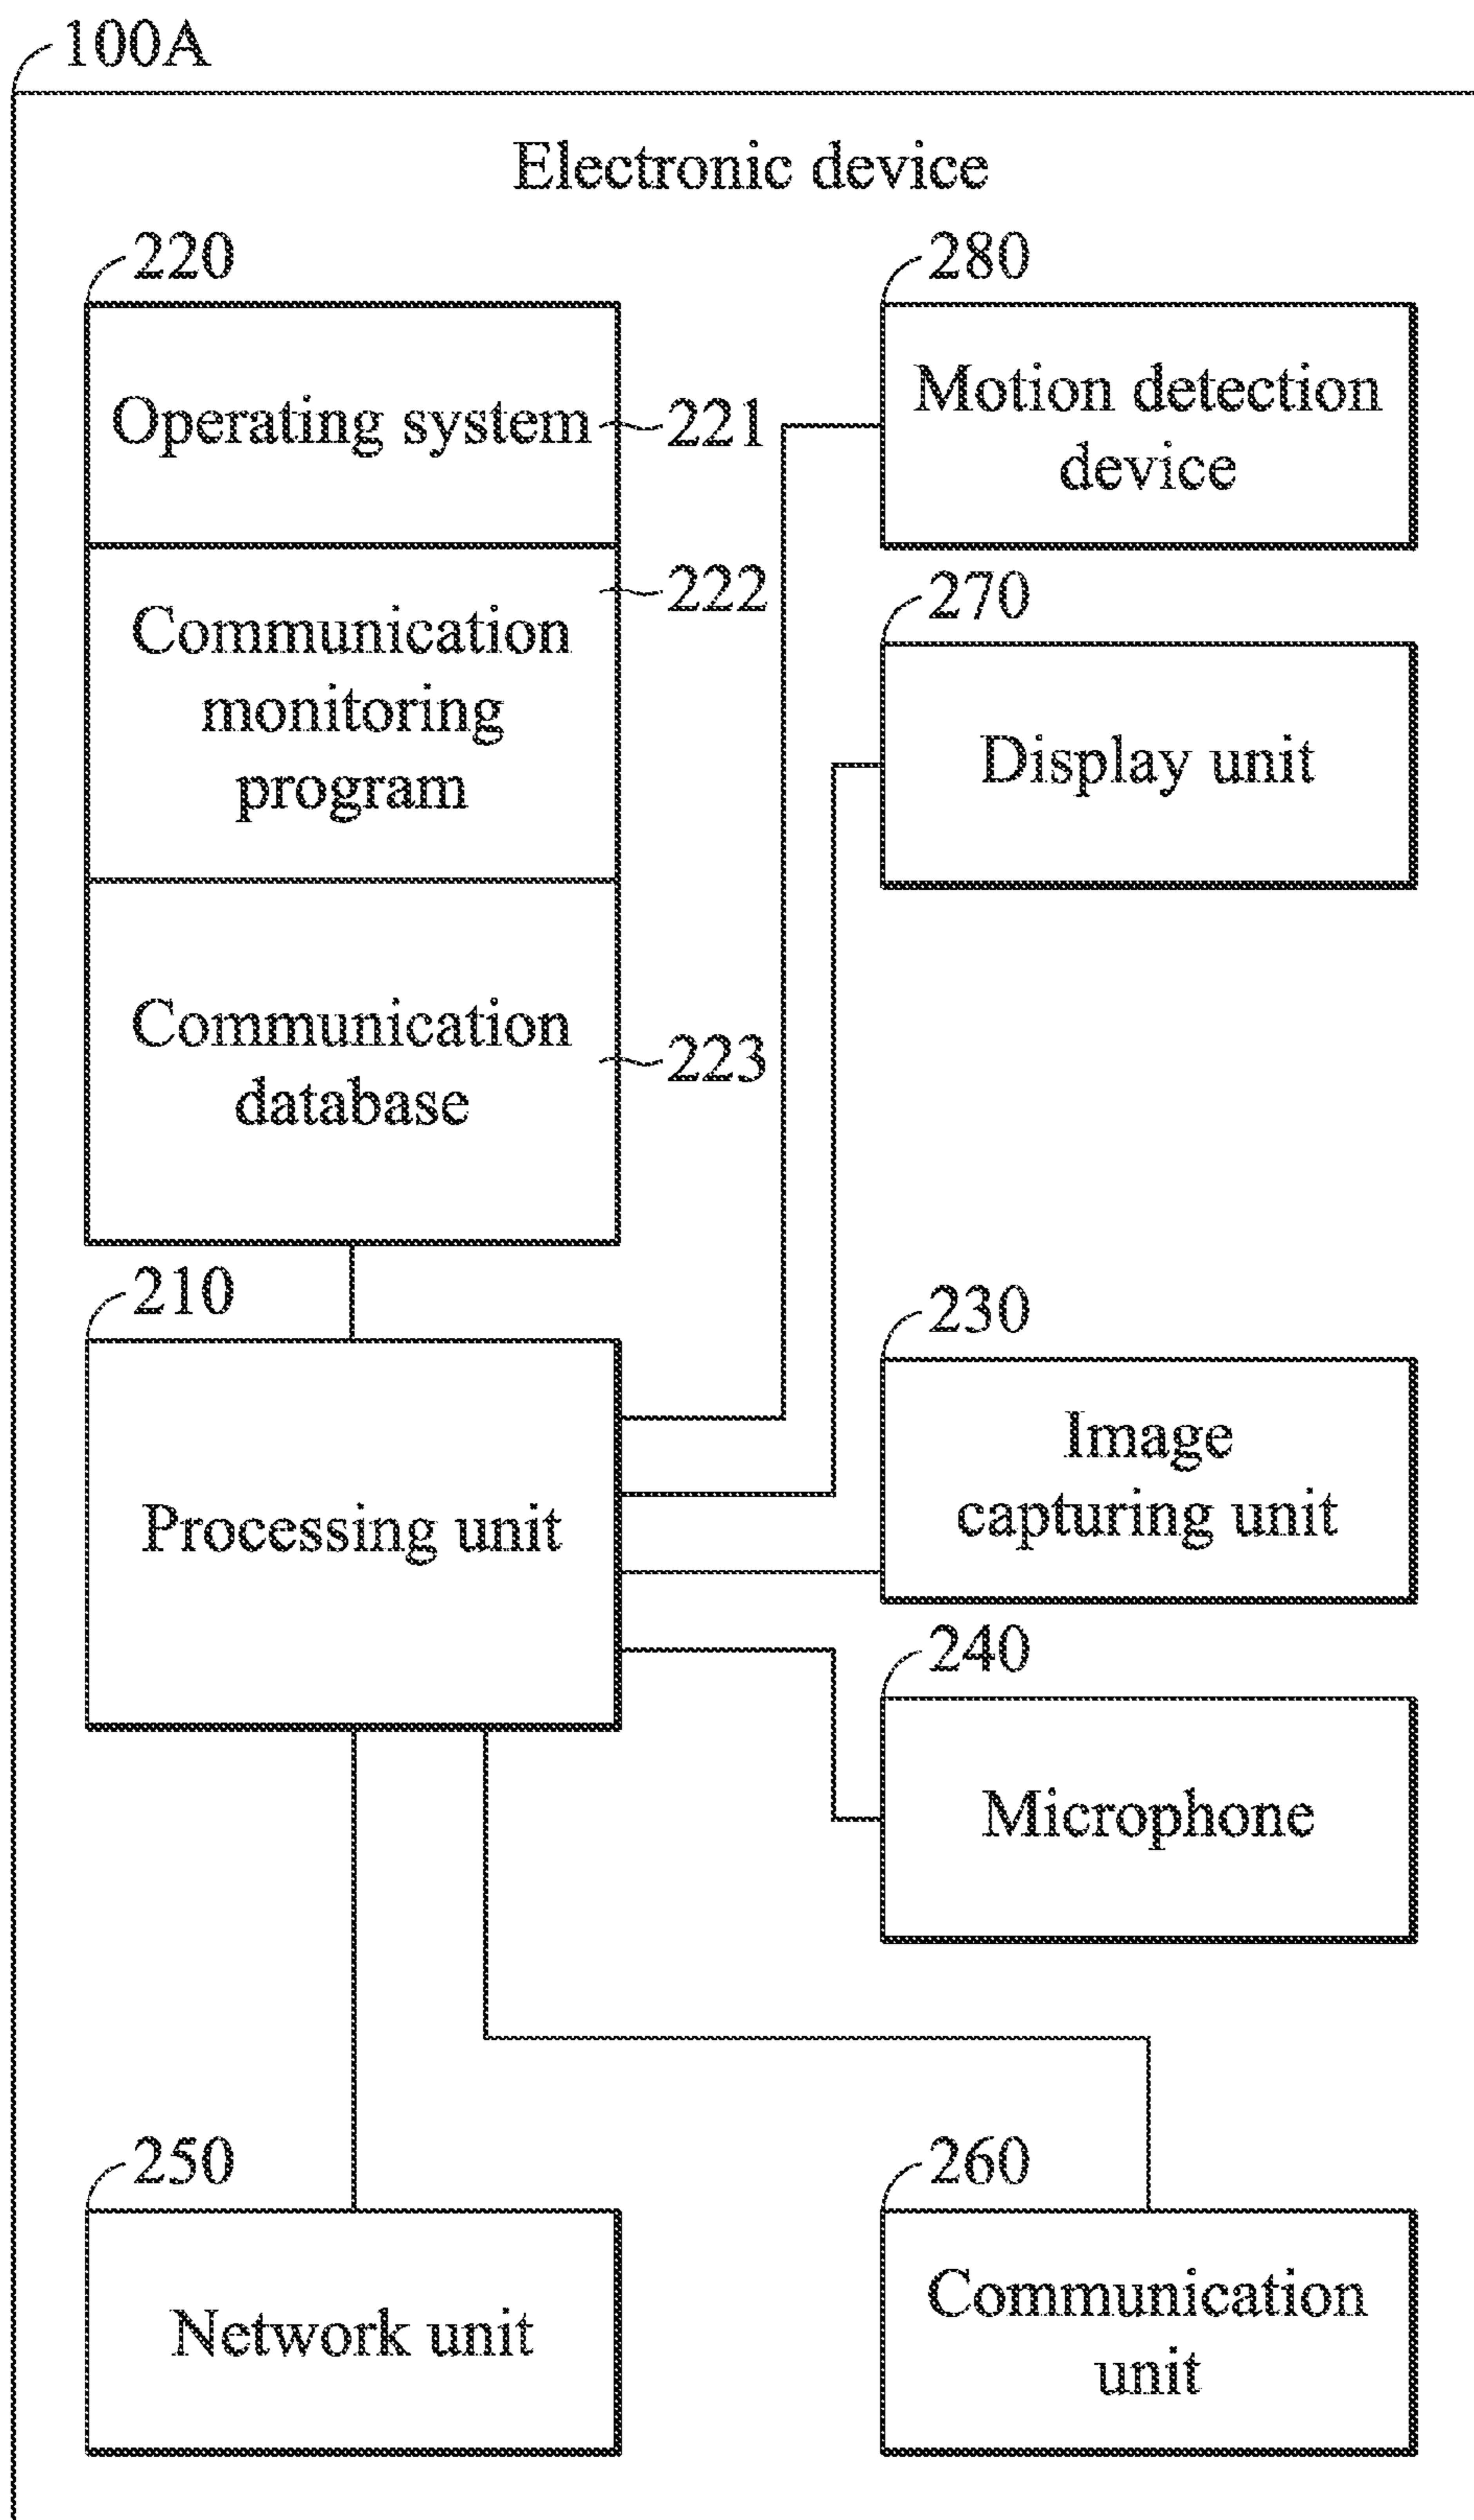 100A
Electronic device
220
Operating system
221
222
Communication
monitoring
program
Communication
database
223
280
Motion detection
device
270
Display unit
210
Processing unit
230
Image
capturing unit
240
Microphone
250
Network unit
260
Communication
unit